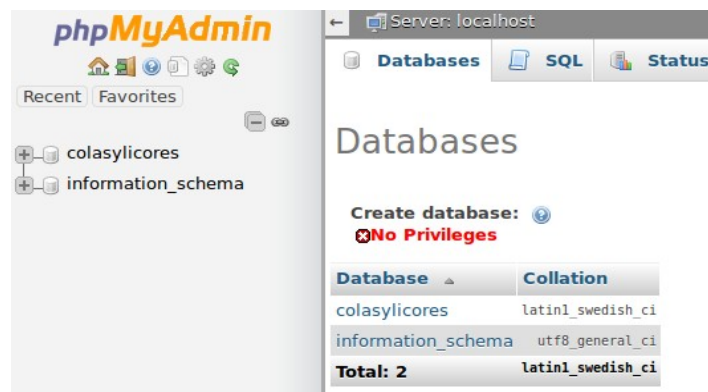 phpMyAdmin
Recent Favorites
colasylicores
information_schema
Server: localhost
Databases SQL Status
Databases
Create database:
No Privileges
Database Collation
colasylicores latin1_swedish_ci
information_schema utf8_general_ci
Total: 2 latin1_swedish_ci